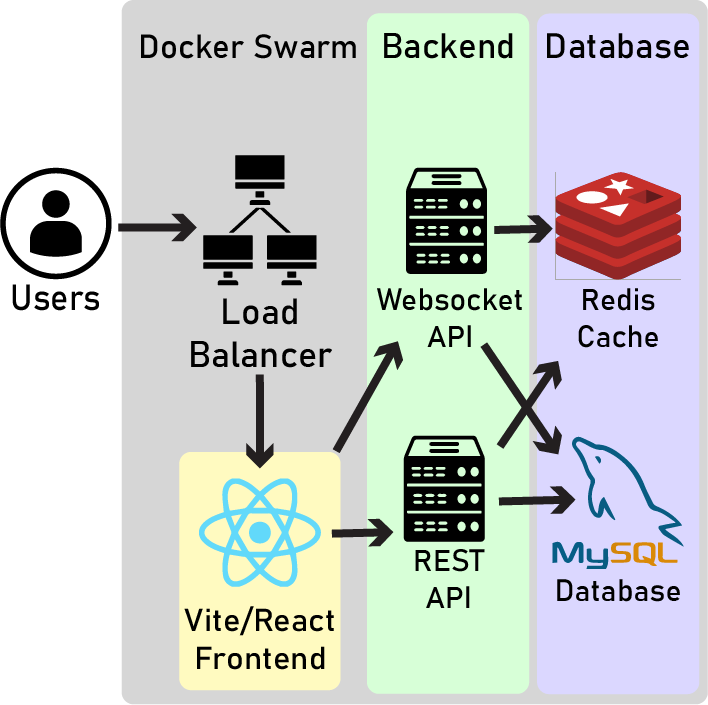 Docker Swarm
Backend
Database
Users
Load
Balancer
Websocket
API
Redis
Cache
Vite/React
Frontend
REST
API
MySQL
Database